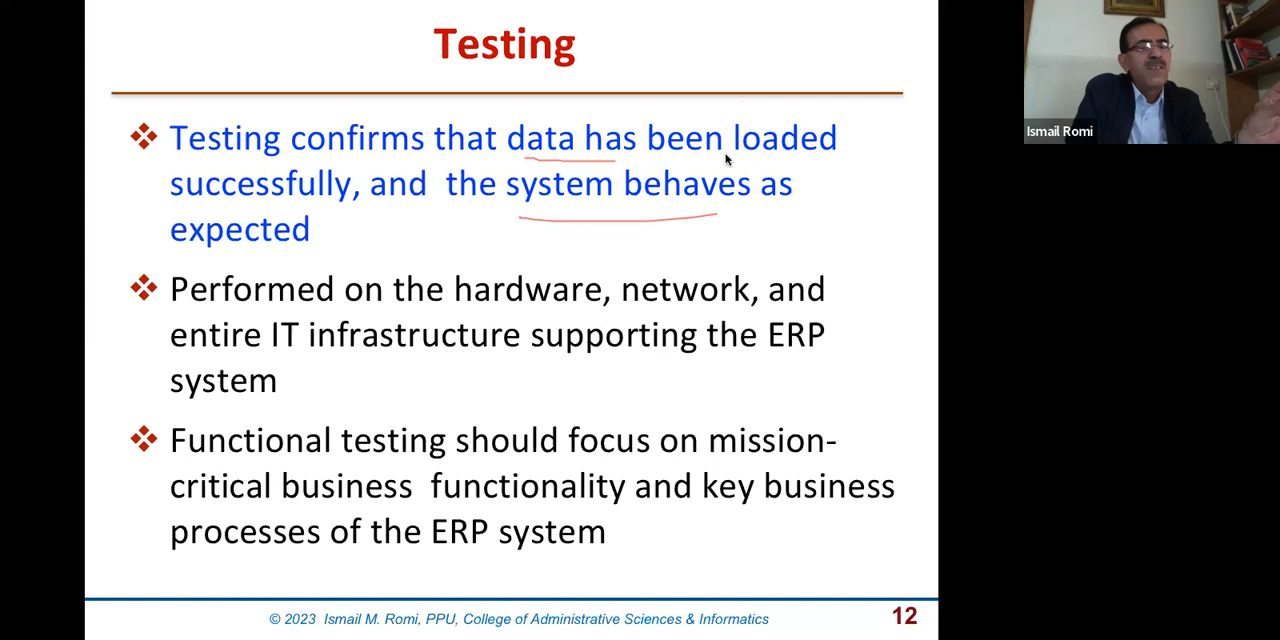 Testing
Testing confirms that data has been loaded
successfully, and the system behaves as
expected
Performed on the hardware, network, and
entire IT infrastructure supporting the ERP
system
Functional testing should focus on mission-
critical business functionality and key business
processes of the ERP system
© 2023 Ismail M. Romi, PPU, College of Administrative Sciences & Informatics
12
Ismail Romi